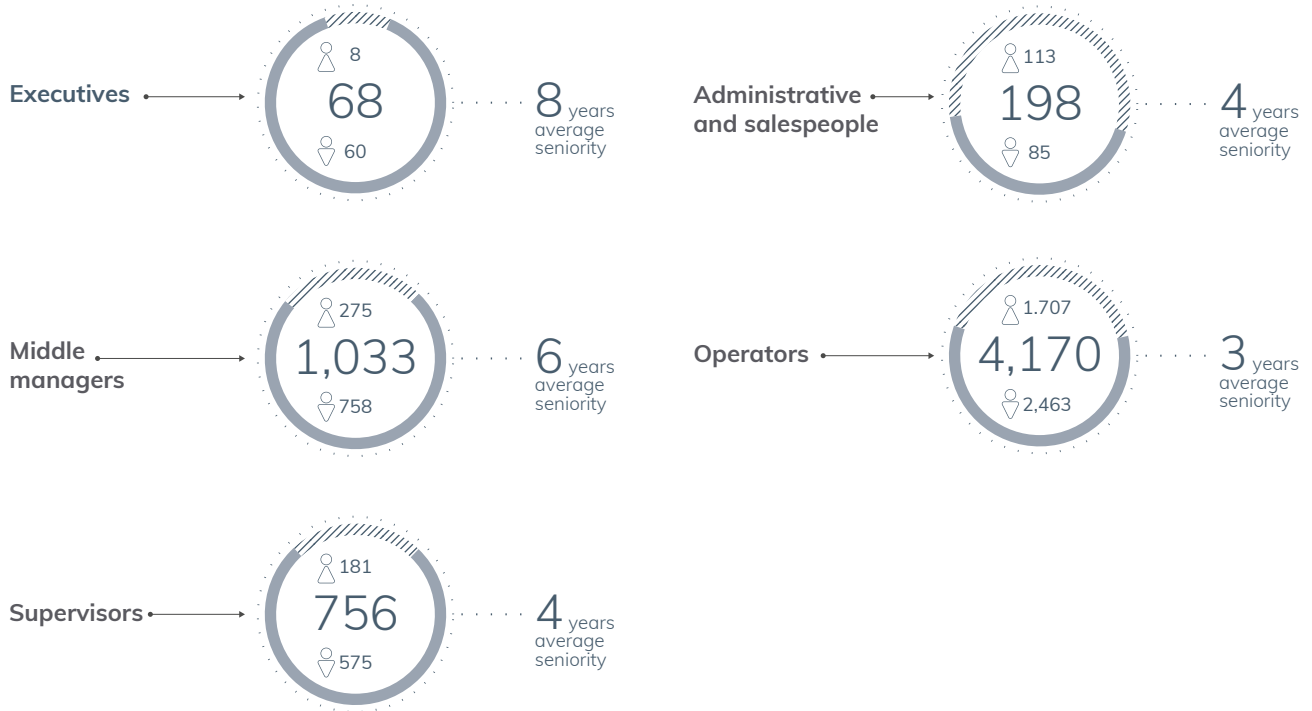 Executives
8
68
60
8 years
average
seniority
Administrative
and salespeople
113
198
85
4 years
average
seniority
Middle
managers
275
1,033
758
6 years
average
seniority
Operators
1.707
4,170
2,463
3 years
average
seniority
Supervisors
181
756
575
4 years
average
seniority